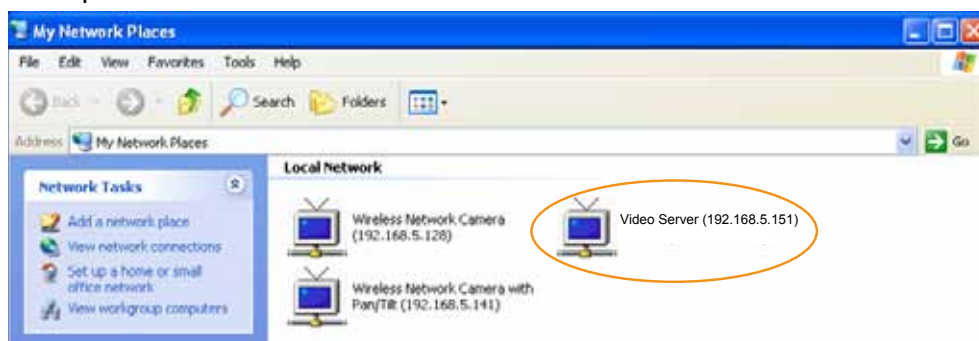 My Network Places
File Edit View Favorites Tools Help
Back Search Folders
Address My Network Places Go
Local Network
Network Tasks
Add a network place
View network connections
Set up a home or small
office network
View workgroup computers
Wireless Network Camera
(192.168.5.128)
Video Server (192.168.5.151)
Wireless Network Camera with
Pan/Tilt (192.168.5.141)